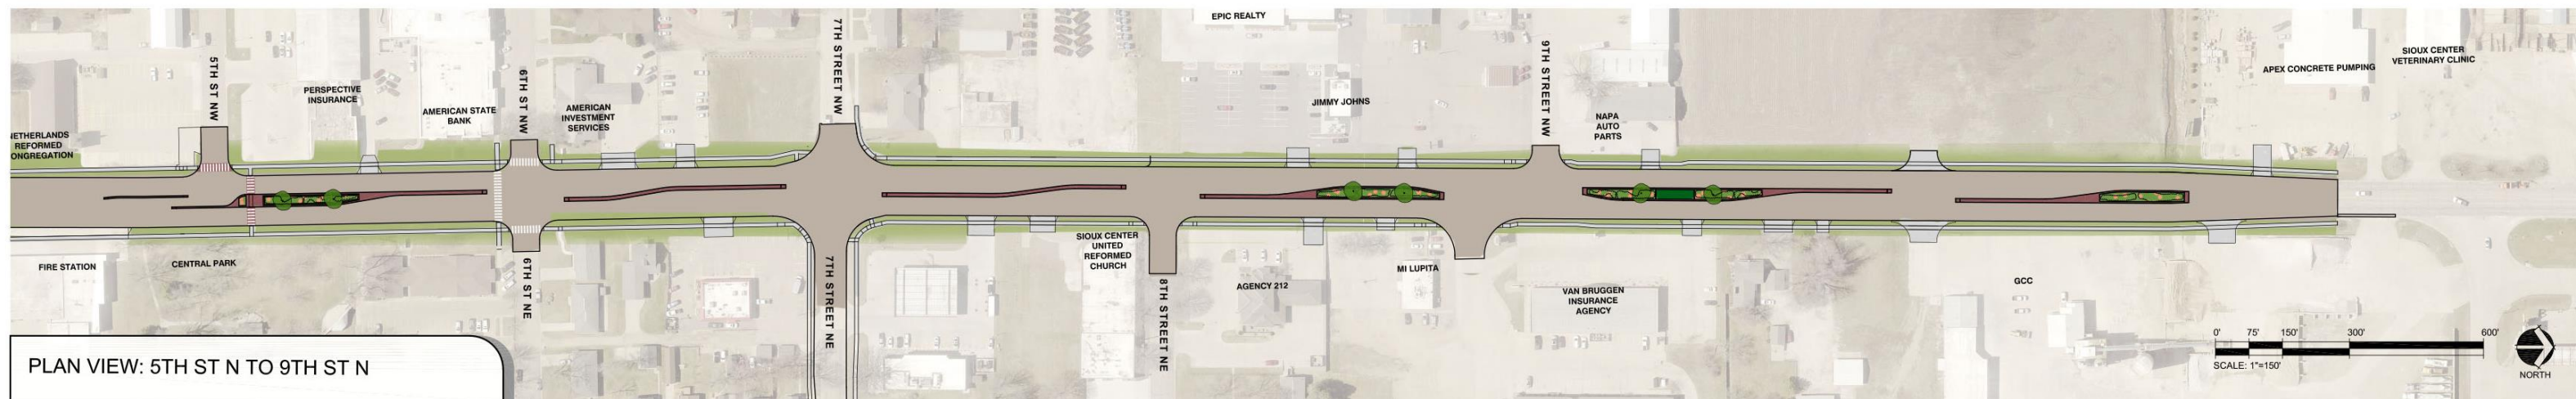 EPIC REALTY
7TH STREET NW
5TH ST NW
6TH ST NW
9TH STREET NW
PERSPECTIVE
INSURANCE
AMERICAN STATE
BANK
AMERICAN
INVESTMENT
SERVICES
JIMMY JOHNS
NAPA
AUTO
PARTS
APEX CONCRETE PUMPING
SIOUX CENTER
VETERINARY CLINIC
NETHERLANDS
REFORMED
ONGREGATION
FIRE STATION
CENTRAL PARK
6TH ST NE
7TH STREET NE
SIOUX CENTER
UNITED
REFORMED
CHURCH
8TH STREET NE
AGENCY 212
MI LUPITA
VAN BRUGGEN
INSURANCE
AGENCY
GCC
0' 75' 150' 300' 600'
SCALE: 1"=150'
NORTH
PLAN VIEW: 5TH ST N TO 9TH ST N